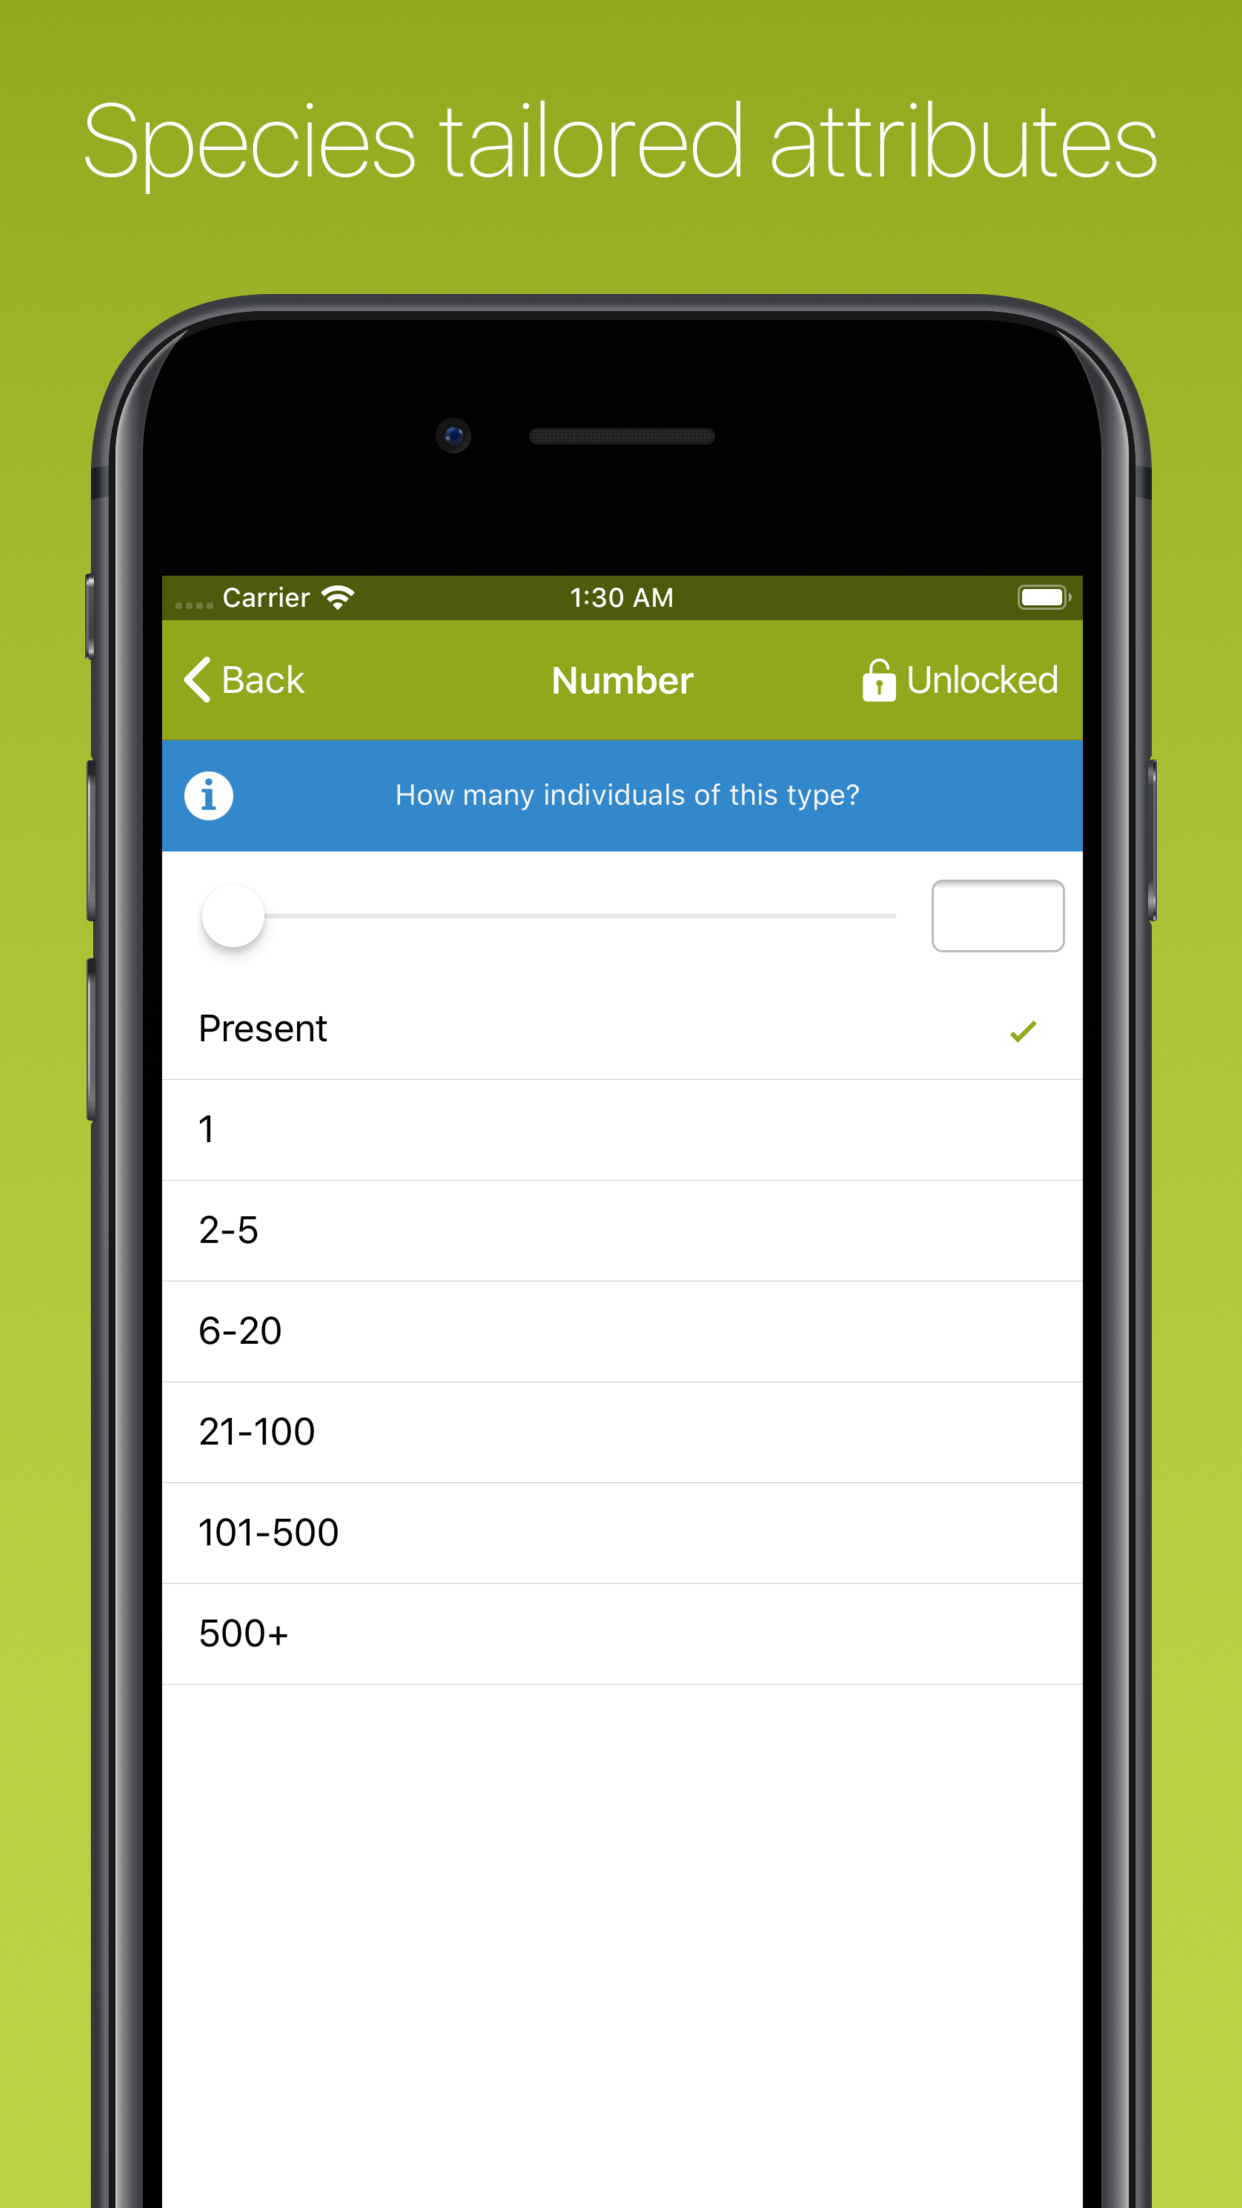 Species tailored attributes
Carrier
1:30 AM
Back
Number
Unlocked
How many individuals of this type?
Present
1
2-5
6-20
21-100
101-500
500+